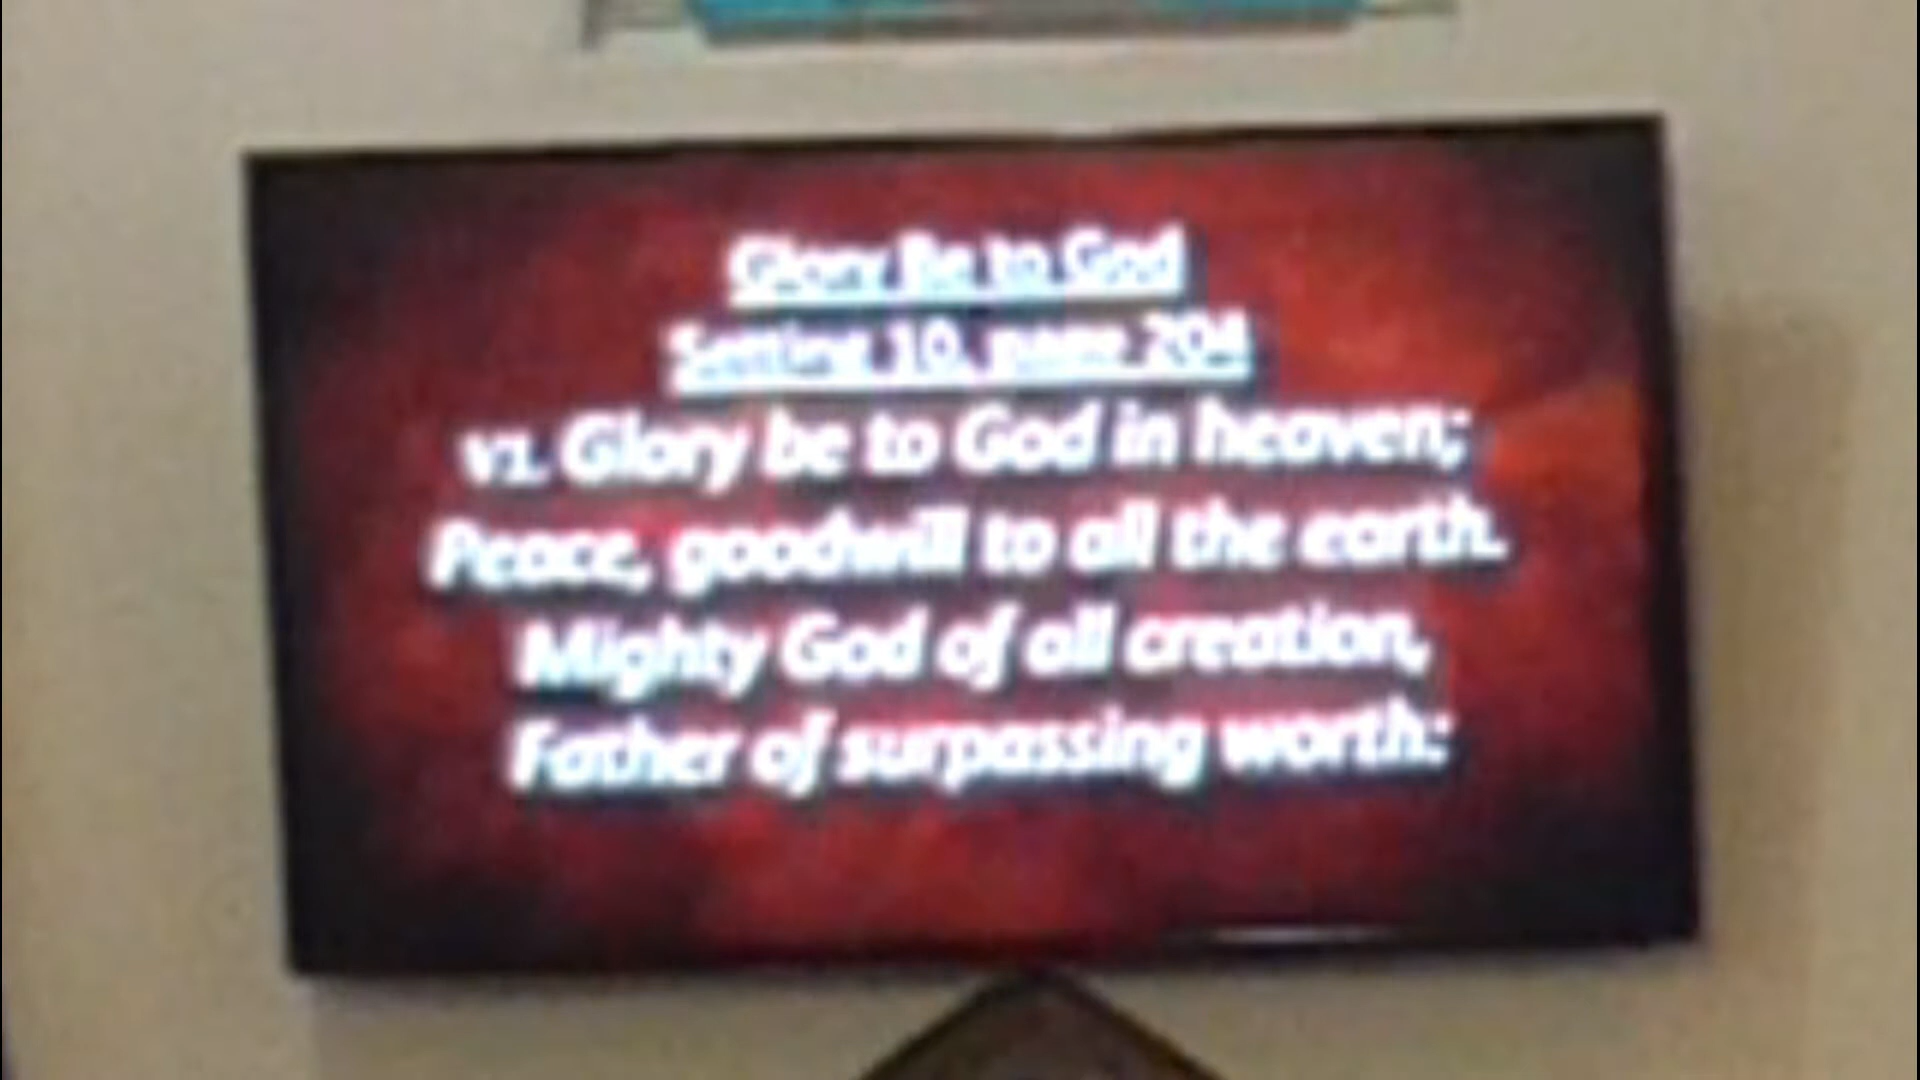 Glory Be to God
Setting 10, page 204
v1. Glory be to God in heaven;
Peace, goodwill to all the earth.
Mighty God of all creation,
Father of surpassing worth: